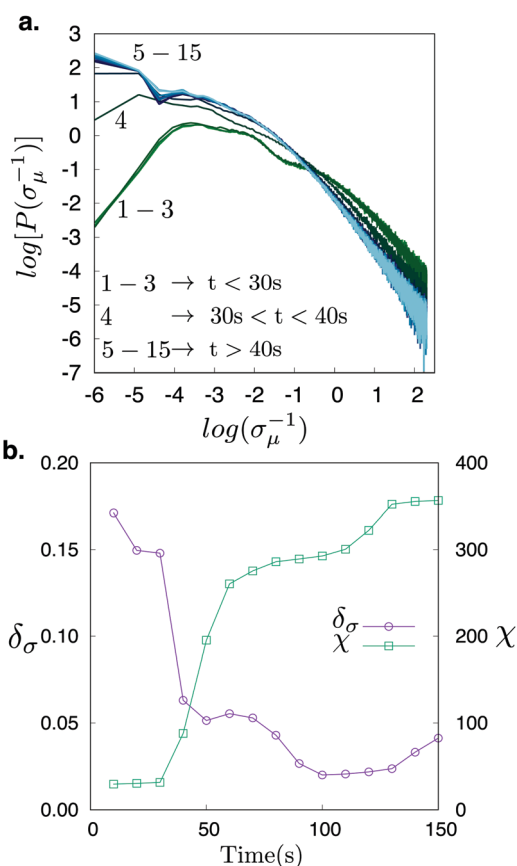 a.
3
2
1
0
-1
-2
-3
-4
-5
-6
-7
5 − 15
4
1 − 3
1 − 3 → t < 30s
4 → 30s < t < 40s
5 − 15 → t > 40s
-6 -5 -4 -3 -2 -1 0 1 2
log[P(σμ⁻¹)]
log(σμ⁻¹)
b.
0.20 400
0.15 300
0.10 200
0.05 100
0.00 0
δσ
χ
δσ
χ
0 50 100 150
Time(s)